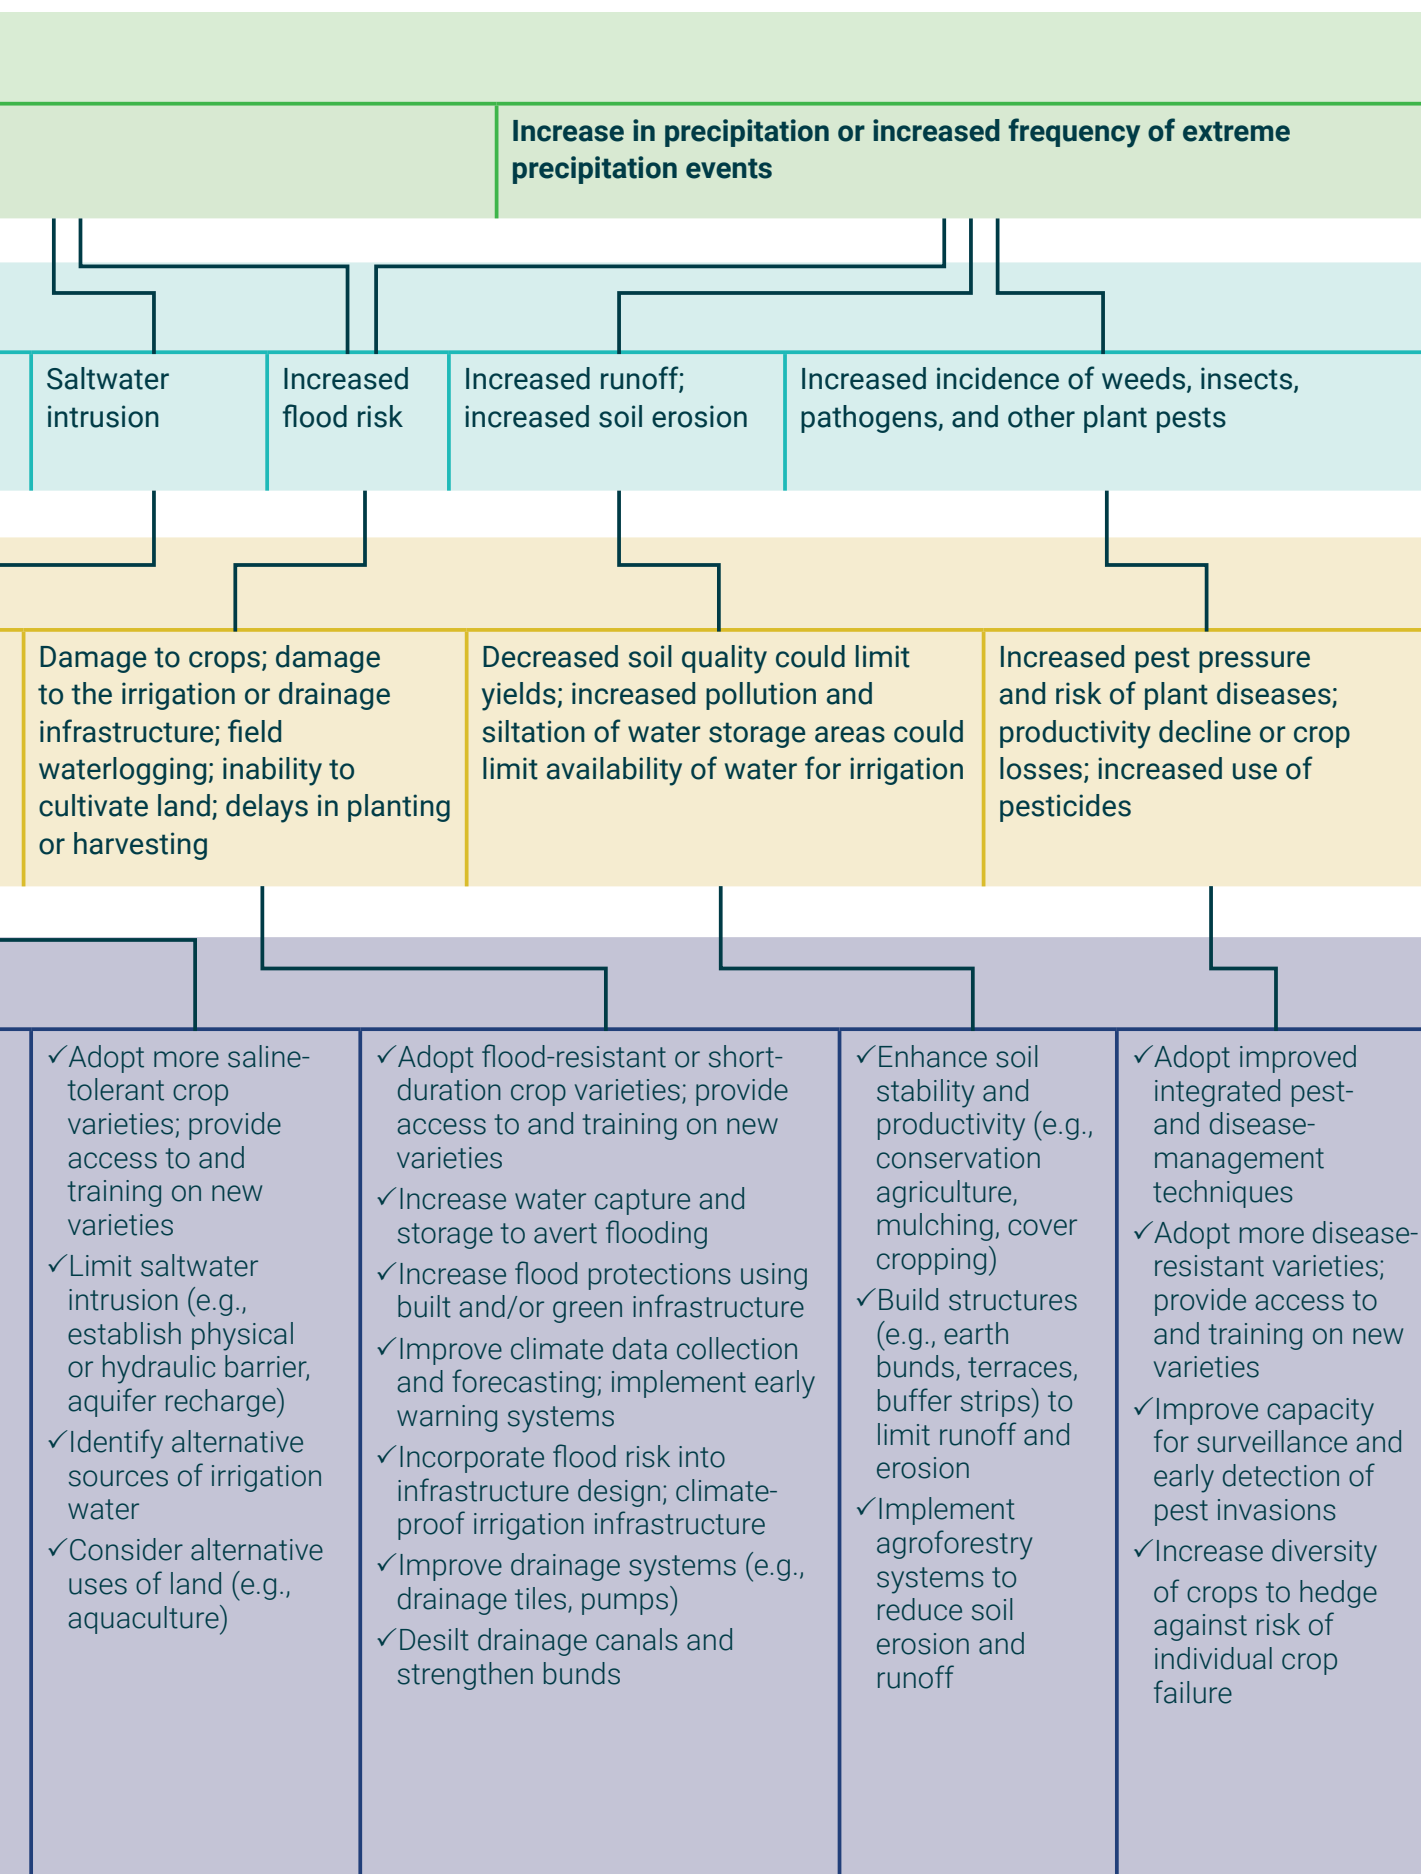 Increase in precipitation or increased frequency of extreme
precipitation events
Saltwater
intrusion
Increased
flood risk
Increased runoff;
increased soil erosion
Increased incidence of weeds, insects,
pathogens, and other plant pests
Damage to crops; damage
to the irrigation or drainage
infrastructure; field
waterlogging; inability to
cultivate land; delays in planting
or harvesting
Decreased soil quality could limit
yields; increased pollution and
siltation of water storage areas could
limit availability of water for irrigation
Increased pest pressure
and risk of plant diseases;
productivity decline or crop
losses; increased use of
pesticides
✓Adopt more saline-
tolerant crop
varieties; provide
access to and
training on new
varieties
✓Limit saltwater
intrusion (e.g.,
establish physical
or hydraulic barrier,
aquifer recharge)
✓Identify alternative
sources of irrigation
water
✓Consider alternative
uses of land (e.g.,
aquaculture)
✓Adopt flood-resistant or short-
duration crop varieties; provide
access to and training on new
varieties
✓Increase water capture and
storage to avert flooding
✓Increase flood protections using
built and/or green infrastructure
✓Improve climate data collection
and forecasting; implement early
warning systems
✓Incorporate flood risk into
infrastructure design; climate-
proof irrigation infrastructure
✓Improve drainage systems (e.g.,
drainage tiles, pumps)
✓Desilt drainage canals and
strengthen bunds
✓Enhance soil
stability and
productivity (e.g.,
conservation
agriculture,
mulching, cover
cropping)
✓Build structures
(e.g., earth
bunds, terraces,
buffer strips) to
limit runoff and
erosion
✓Implement
agroforestry
systems to
reduce soil
erosion and
runoff
✓Adopt improved
integrated pest-
and disease-
management
techniques
✓Adopt more disease-
resistant varieties;
provide access to
and training on new
varieties
✓Improve capacity
for surveillance and
early detection of
pest invasions
✓Increase diversity
of crops to hedge
against risk of
individual crop
failure